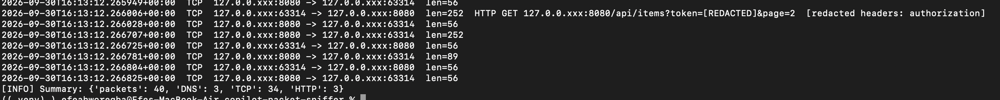 2026-09-30T16:13:12.265949+00:00  TCP  127.0.0.xxx:8080 -> 127.0.0.xxx:63314  len=56
2026-09-30T16:13:12.266006+00:00  TCP  127.0.0.xxx:63314 -> 127.0.0.xxx:8080  len=252  HTTP GET 127.0.0.xxx:8080/api/items?token=[REDACTED]&page=2  [redacted headers: authorization]
2026-09-30T16:13:12.266028+00:00  TCP  127.0.0.xxx:8080 -> 127.0.0.xxx:63314  len=56
2026-09-30T16:13:12.266707+00:00  TCP  127.0.0.xxx:8080 -> 127.0.0.xxx:63314  len=252
2026-09-30T16:13:12.266725+00:00  TCP  127.0.0.xxx:63314 -> 127.0.0.xxx:8080  len=56
2026-09-30T16:13:12.266781+00:00  TCP  127.0.0.xxx:8080 -> 127.0.0.xxx:63314  len=89
2026-09-30T16:13:12.266804+00:00  TCP  127.0.0.xxx:63314 -> 127.0.0.xxx:8080  len=56
2026-09-30T16:13:12.266825+00:00  TCP  127.0.0.xxx:8080 -> 127.0.0.xxx:63314  len=56
[INFO] Summary: {'packets': 40, 'DNS': 3, 'TCP': 34, 'HTTP': 3}
efeahworegba@Efes-MacBook-Air copilot-packet-sniffer %